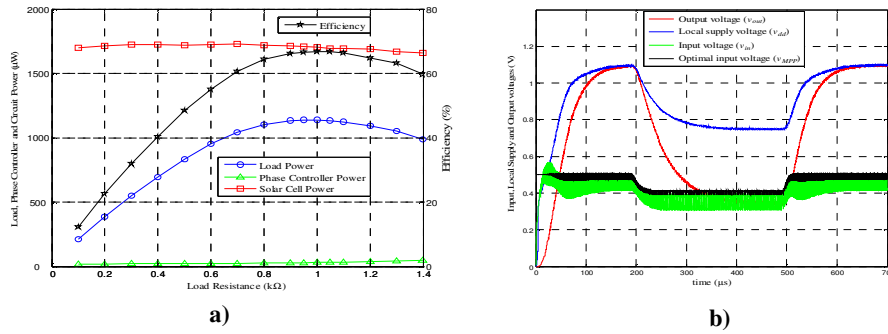 Load, Phase Controller and Circuit Power (μW)
2000
1500
1000
500
0
Efficiency
Load Power
Phase Controller Power
Solar Cell Power
80
60
40
20
0
Efficiency (%)
0
0.2
0.4
0.6
0.8
1.0
1.2
1.4
Load Resistance (kΩ)
a)
Input,Local Supply and Output voltages (V)
1.2
1
0.8
0.6
0.4
0.2
0
Output voltage (vout)
Local supply voltage (vdd)
Input voltage (vin)
Optimal input voltage (vMPP)
0
100
200
300
400
500
600
700
time (μs)
b)